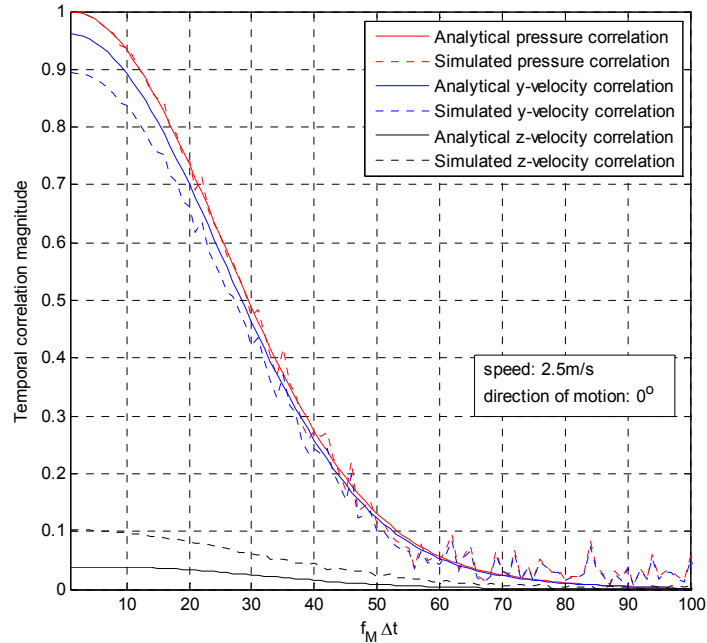 1
0.9
0.8
0.7
0.6
0.5
0.4
0.3
0.2
0.1
0
Temporal correlation magnitude
Analytical pressure correlation
Simulated pressure correlation
Analytical y-velocity correlation
Simulated y-velocity correlation
Analytical z-velocity correlation
Simulated z-velocity correlation
speed: 2.5m/s
direction of motion: 0º
10 20 30 40 50 60 70 80 90 100
f_M Δt